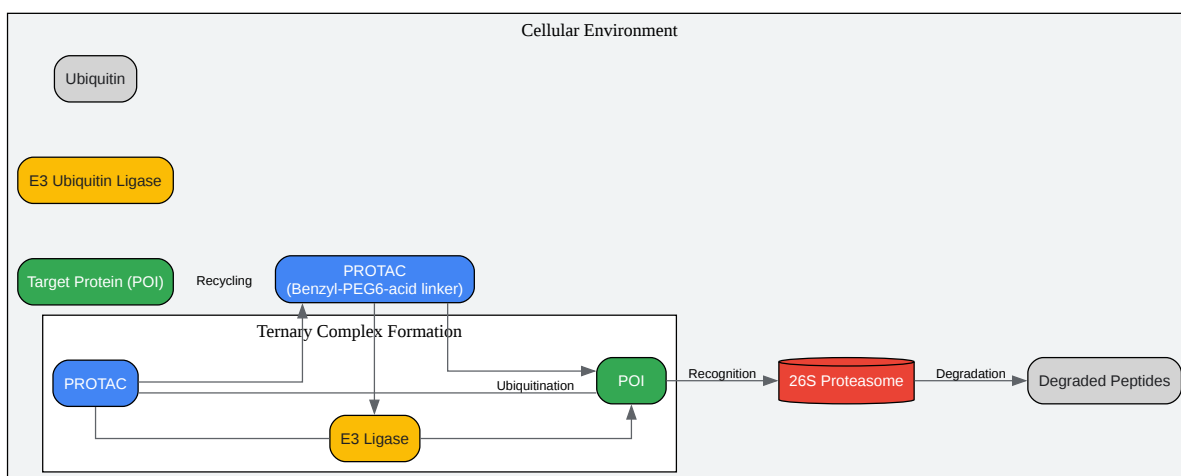 Cellular Environment
Ubiquitin
E3 Ubiquitin Ligase
Target Protein (POI)
Recycling
PROTAC
(Benzyl-PEG6-acid linker)
Ternary Complex Formation
PROTAC
Ubiquitination
POI
Recognition
26S Proteasome
Degradation
Degraded Peptides
E3 Ligase